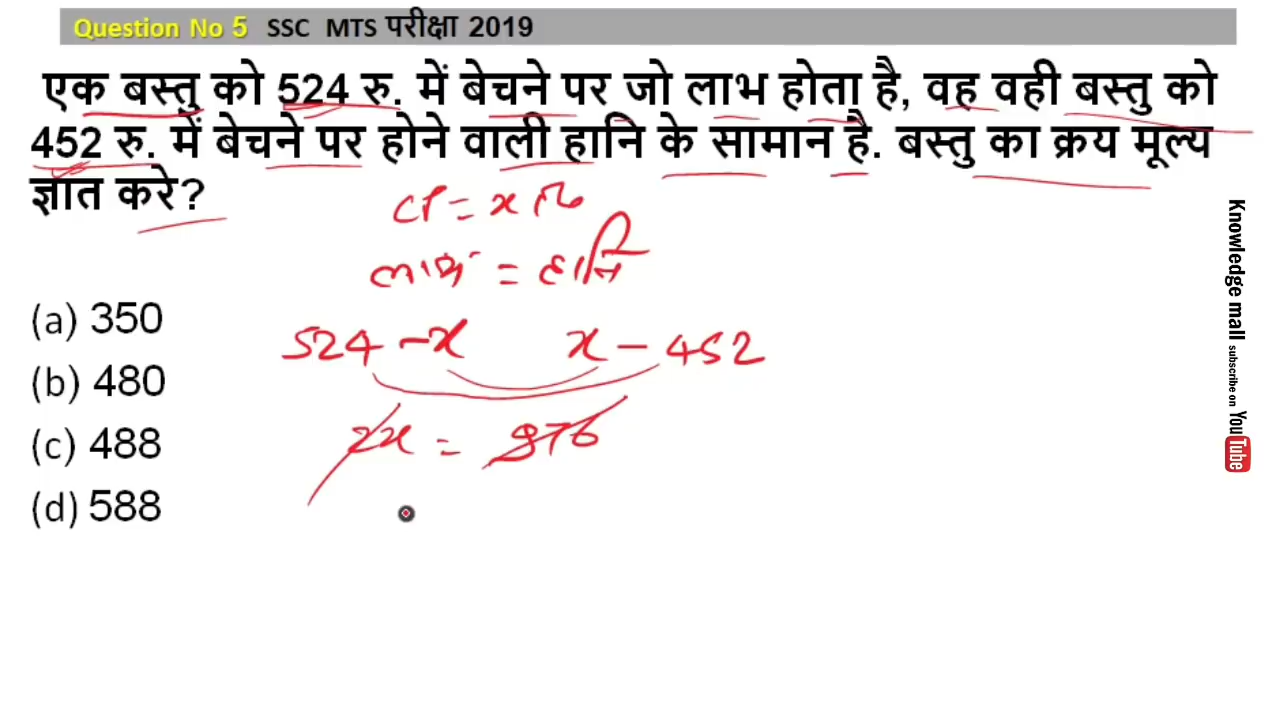 Question No 5 SSC MTS परीक्षा 2019
एक बस्तु को 524 रु. में बेचने पर जो लाभ होता है, वह वही बस्तु को
452 रु. में बेचने पर होने वाली हानि के सामान है. बस्तु का क्रय मूल्य
ज्ञात करे?
CP = x रु०
लाभ = हानि
(a) 350
524 - x x - 452
(b) 480
(c) 488
2x = 976
(d) 588
Knowledge mall subscribe on YouTube